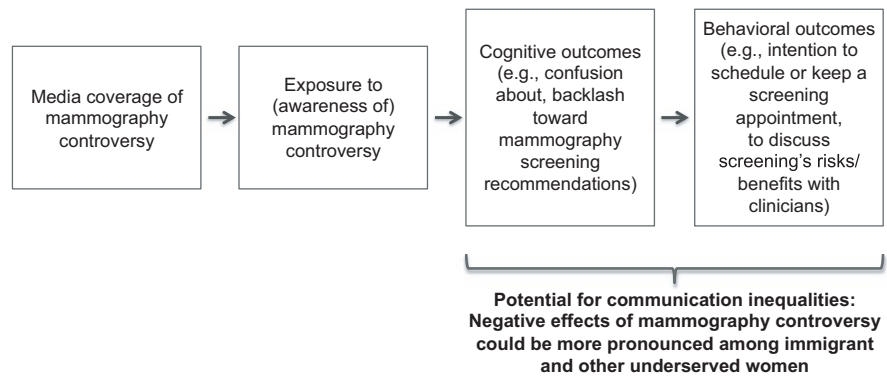 Media coverage of
mammography
controversy
Exposure to
(awareness of)
mammography
controversy
Cognitive outcomes
(e.g., confusion
about, backlash
toward
mammography
screening
recommendations)
Behavioral outcomes
(e.g., intention to
schedule or keep a
screening
appointment,
to discuss
screening's risks/
benefits with
clinicians)
Potential for communication inequalities:
Negative effects of mammography controversy
could be more pronounced among immigrant
and other underserved women